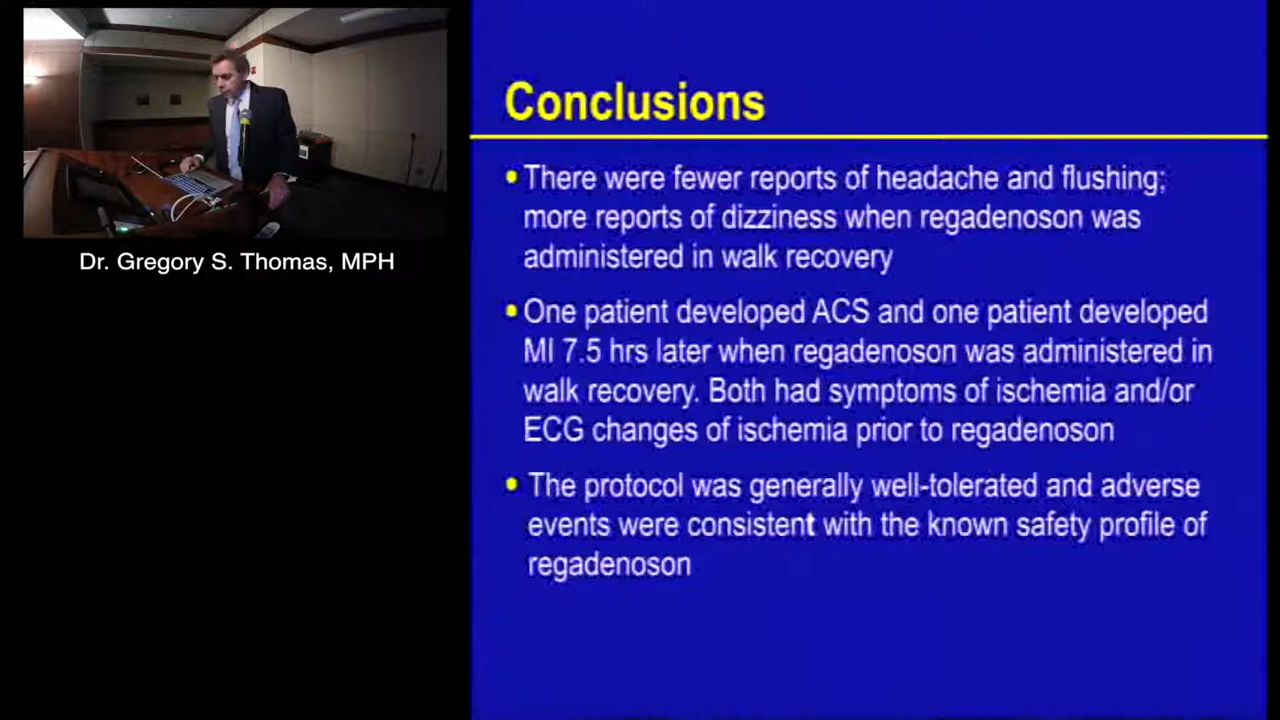 Dr. Gregory S. Thomas, MPH
Conclusions
• There were fewer reports of headache and flushing;
more reports of dizziness when regadenoson was
administered in walk recovery
• One patient developed ACS and one patient developed
MI 7.5 hrs later when regadenoson was administered in
walk recovery. Both had symptoms of ischemia and/or
ECG changes of ischemia prior to regadenoson
• The protocol was generally well-tolerated and adverse
events were consistent with the known safety profile of
regadenoson